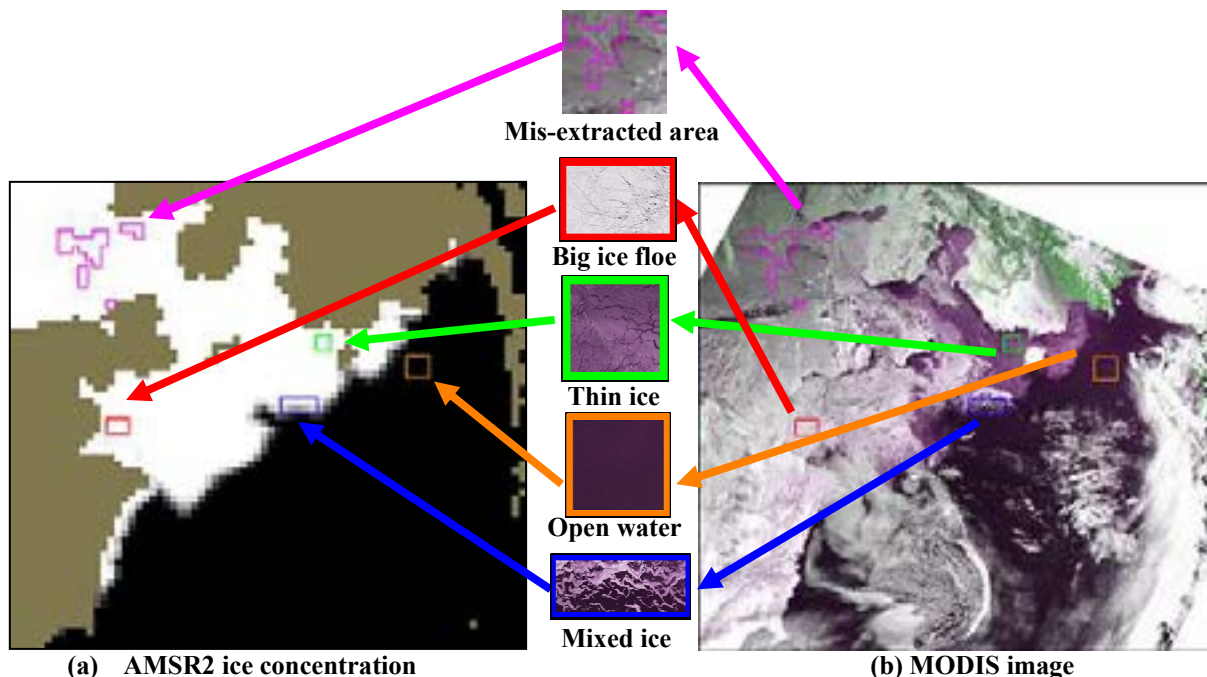 Mis-extracted area
Big ice floe
Thin ice
Open water
Mixed ice
(a) AMSR2 ice concentration
(b) MODIS image